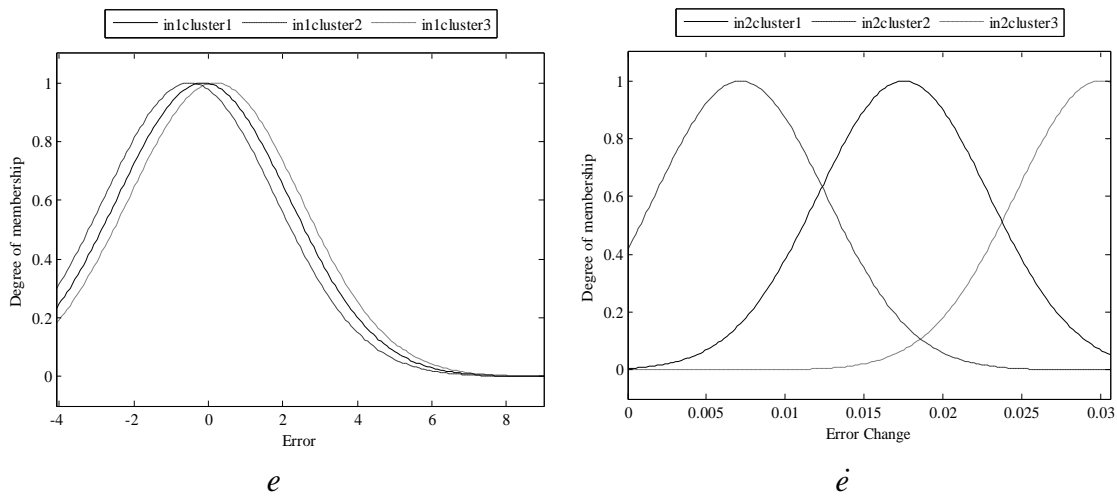 in1cluster1 in1cluster2 in1cluster3
Degree of membership
1
0.8
0.6
0.4
0.2
0
-4 -2 0 2 4 6 8
Error
e
in2cluster1 in2cluster2 in2cluster3
Degree of membership
1
0.8
0.6
0.4
0.2
0
0 0.005 0.01 0.015 0.02 0.025 0.03
Error Change
ė